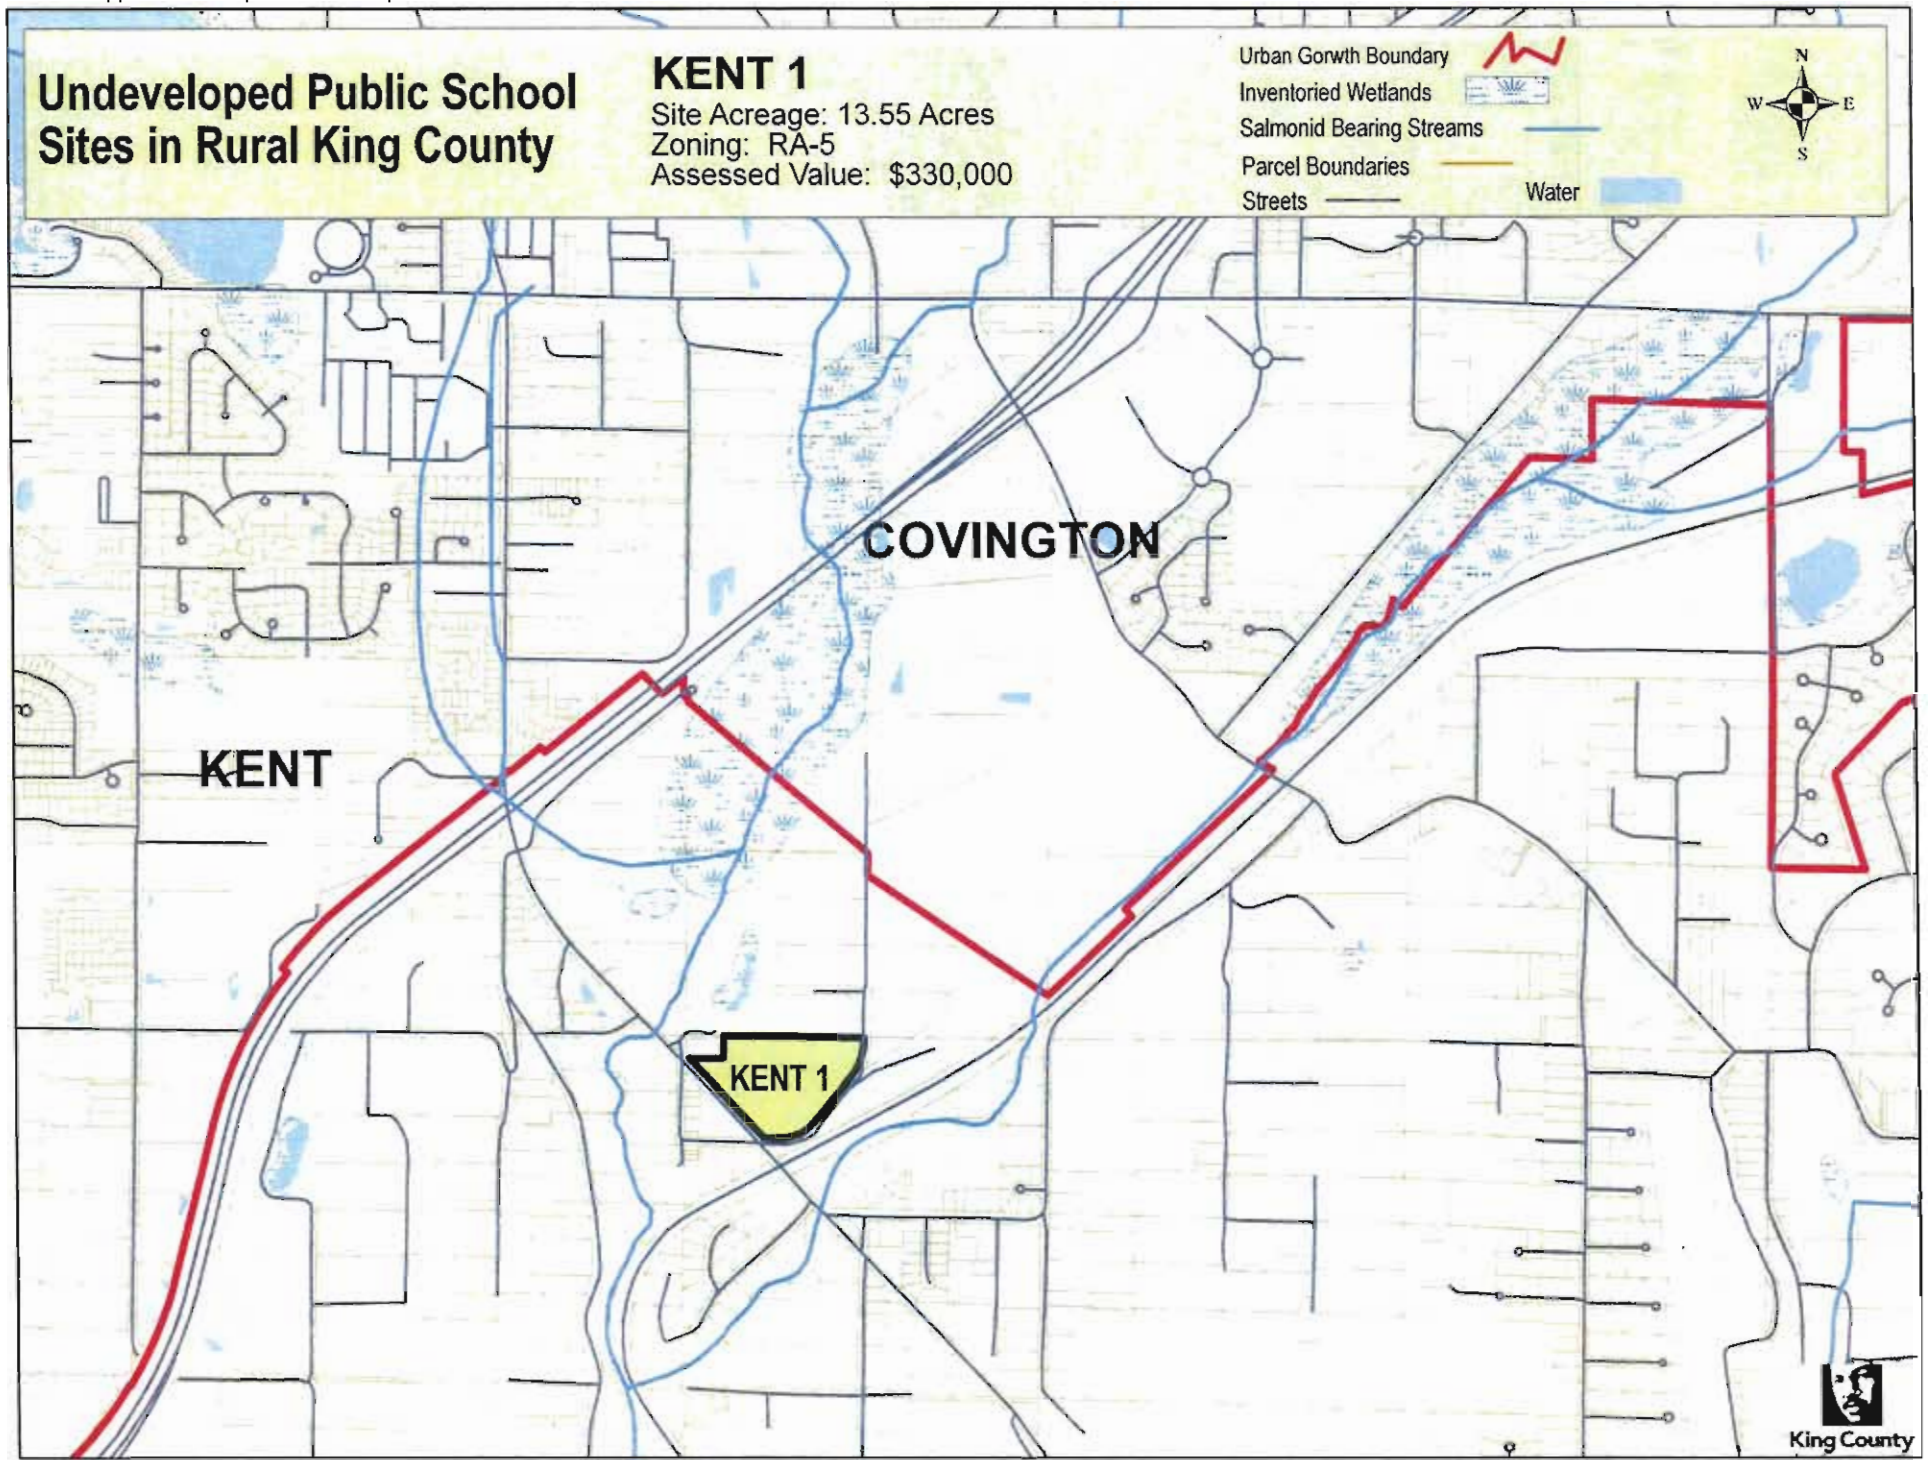 Undeveloped Public School
Sites in Rural King County
KENT 1
Site Acreage: 13.55 Acres
Zoning: RA-5
Assessed Value: $330,000
Urban Gorwth Boundary
Inventoried Wetlands
Salmonid Bearing Streams
Parcel Boundaries
Streets
Water
N
W E
S
COVINGTON
KENT
KENT 1
King County